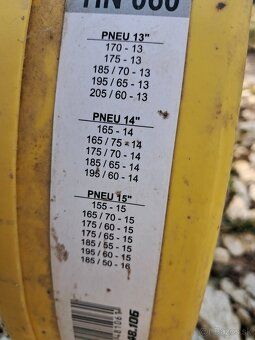 TIN 060
PNEU 13"
170 - 13
175 - 13
185 / 70 - 13
195 / 65 - 13
205 / 60 - 13
PNEU 14"
165 - 14
165 / 75 - 14
175 / 70 - 14
185 / 65 - 14
195 / 60 - 14
PNEU 15"
155 - 15
165 / 70 - 15
175 / 65 - 15
175 / 60 - 15
185 / 55 - 15
195 / 60 - 15
185 / 50 - 16